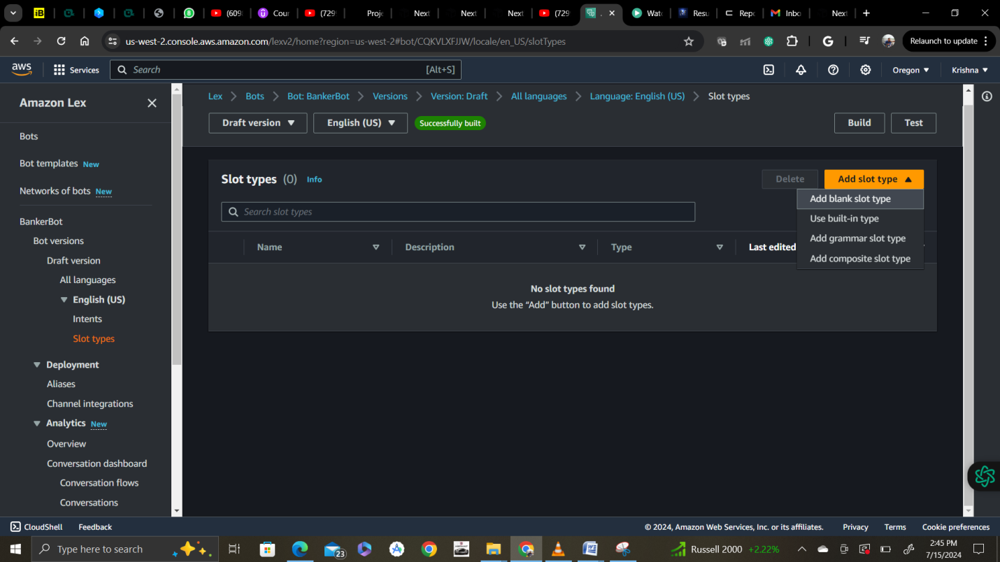 iB
8
(609
Cour
(729
Proje
Next
Next
Next
(729
.
Wat
Resu
Repo
Inbo
Next
us-west-2.console.aws.amazon.com/lexv2/home?region=us-west-2#bot/CQKVLXFJJW/locale/en_US/slotTypes
G
Relaunch to update
aws
Services
Search
[Alt+S]
Oregon
Krishna
Amazon Lex
Bots
Bot templates New
Networks of bots New
BankerBot
Bot versions
Draft version
All languages
English (US)
Intents
Slot types
Deployment
Aliases
Channel integrations
Analytics New
Overview
Conversation dashboard
Conversation flows
Conversations
Lex
Bots
Bot: BankerBot
Versions
Version: Draft
All languages
Language: English (US)
Slot types
Draft version
English (US)
Successfully built
Build
Test
Slot types (0) Info
Delete
Add slot type
Add blank slot type
Use built-in type
Add grammar slot type
Add composite slot type
Search slot types
Name
Description
Type
Last edited
No slot types found
Use the “Add” button to add slot types.
CloudShell
Feedback
© 2024, Amazon Web Services, Inc. or its affiliates.
Privacy
Terms
Cookie preferences
Type here to search
23
Russell 2000 +2.22%
2:45 PM
7/15/2024